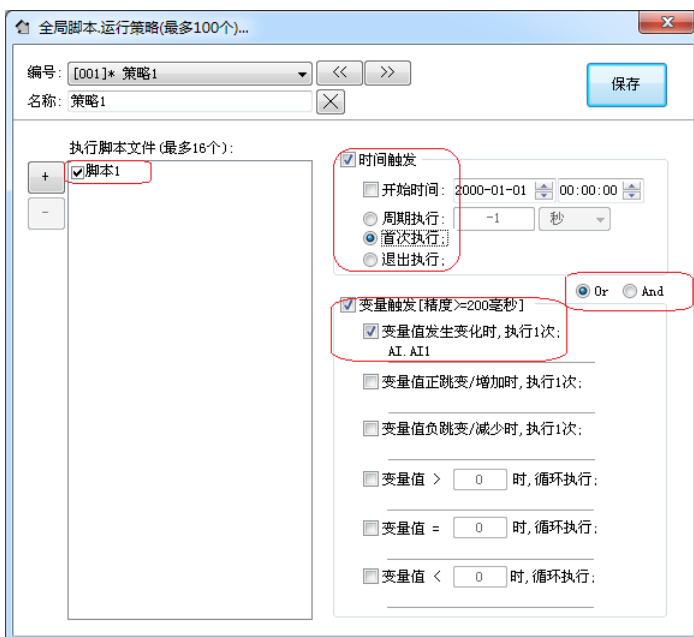 全局脚本.运行策略(最多100个)...
编号: [001]* 策略1 << >>
名称: 策略1
保存
执行脚本文件(最多16个):
+
-
脚本1
时间触发
开始时间: 2000-01-01 00:00:00
周期执行: -1 秒
首次执行;
退出执行;
Or And
变量触发[精度>=200毫秒]
变量值发生变化时,执行1次;
AI.AI1
变量值正跳变/增加时,执行1次;
变量值负跳变/减少时,执行1次;
变量值 > 0 时,循环执行;
变量值 = 0 时,循环执行;
变量值 < 0 时,循环执行;